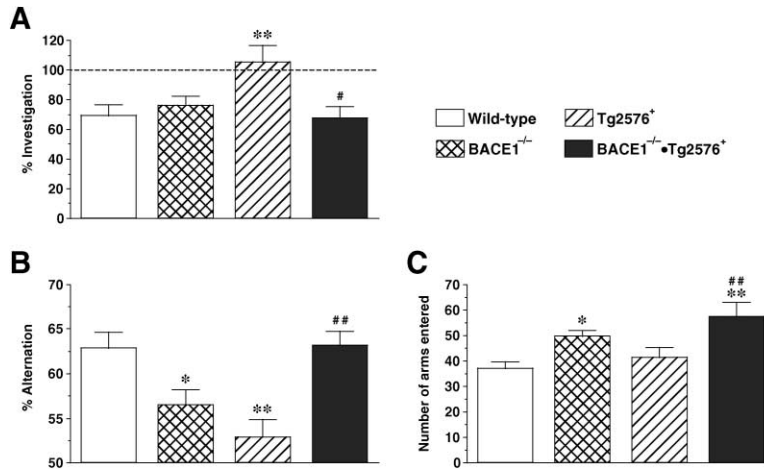 A
120
100
80
60
40
20
0
% Investigation
**
#
Wild-type
Tg2576+
BACE1−/−
BACE1−/−●Tg2576+
B
70
65
60
55
50
% Alternation
*
**
##
C
70
60
50
40
30
20
10
0
Number of arms entered
*
##
**